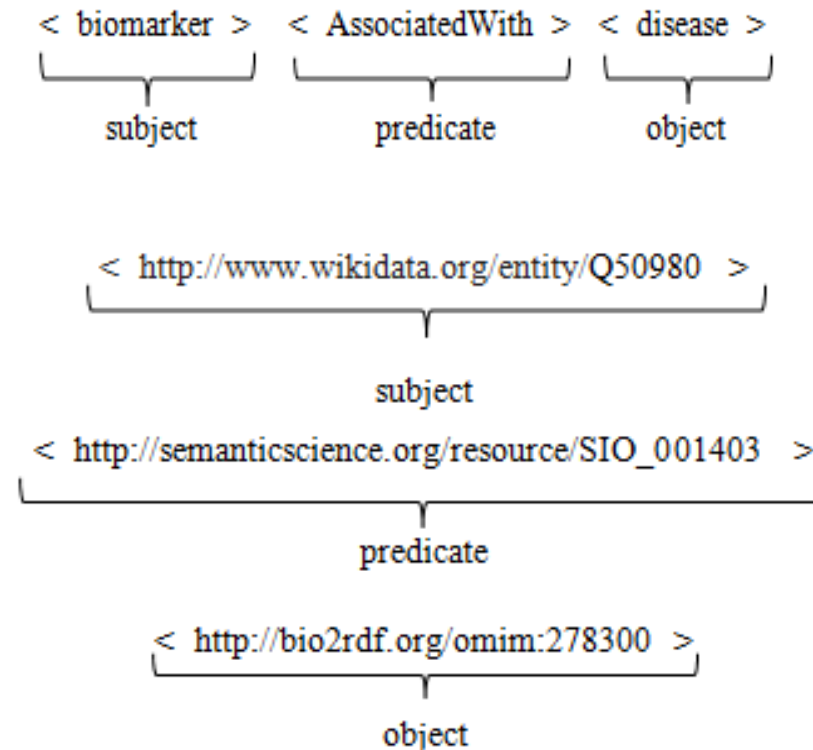 < biomarker > < AssociatedWith > < disease >
subject predicate object
< http://www.wikidata.org/entity/Q50980 >
subject
< http://semanticscience.org/resource/SIO_001403 >
predicate
< http://bio2rdf.org/omim:278300 >
object